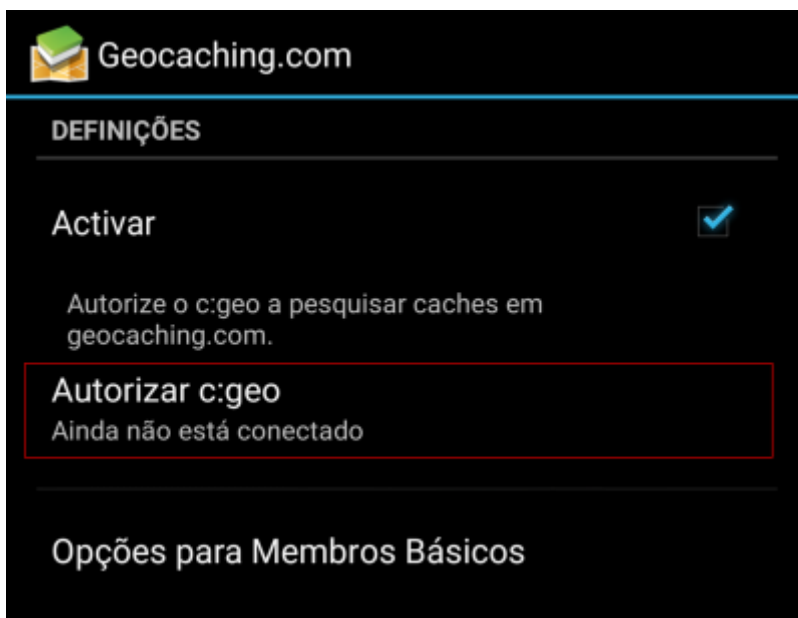 Geocaching.com
DEFINIÇÕES
Activar
Autorize o c:geo a pesquisar caches em
geocaching.com.
Autorizar c:geo
Ainda não está conectado
Opções para Membros Básicos